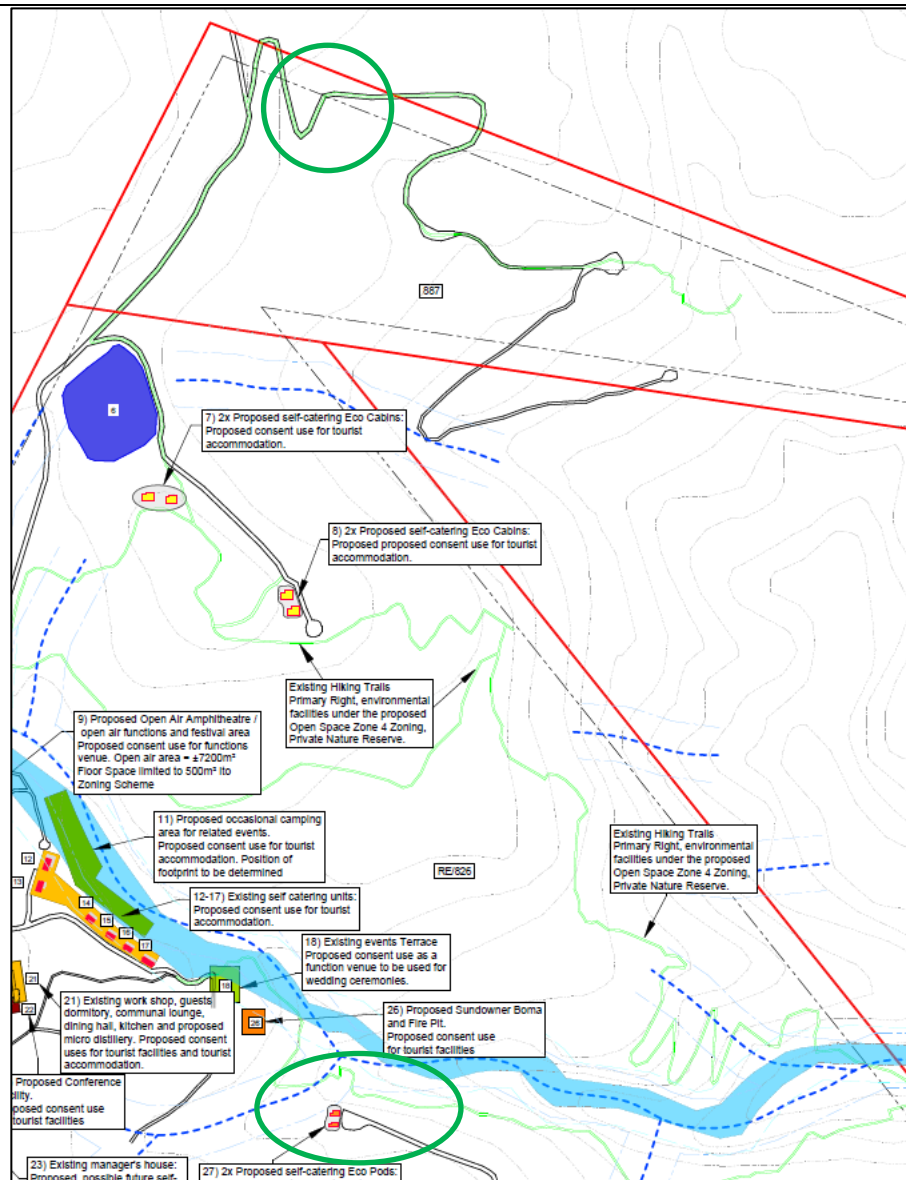 887
6
7) 2x Proposed self-catering Eco Cabins:
Proposed consent use for tourist
accommodation.
8) 2x Proposed self-catering Eco Cabins:
Proposed proposed consent use for tourist
accommodation.
Existing Hiking Trails
Primary Right, environmental
facilities under the proposed
Open Space Zone 4 Zoning,
Private Nature Reserve.
9) Proposed Open Air Amphitheatre /
open air functions and festival area
Proposed consent use for functions
venue. Open air area = ±7200m²
Floor Space limited to 500m² ito
Zoning Scheme
11) Proposed occasional camping
area for related events.
Proposed consent use for tourist
accommodation. Position of
footprint to be determined
Existing Hiking Trails
Primary Right, environmental
facilities under the proposed
Open Space Zone 4 Zoning,
Private Nature Reserve.
12
13
RE/826
12-17) Existing self catering units:
Proposed consent use for tourist
accommodation.
14
15
16
17
18) Existing events Terrace
Proposed consent use as a
function venue to be used for
wedding ceremonies.
18
21
22
21) Existing work shop, guests
dormitory, communal lounge,
dining hall, kitchen and proposed
micro distillery. Proposed consent
uses for tourist facilities and tourist
accommodation.
26
26) Proposed Sundowner Boma
and Fire Pit.
Proposed consent use
for tourist facilities
Proposed Conference
cility.
posed consent use
tourist facilities
23) Existing manager's house:
Proposed, possible future self-
27) 2x Proposed self-catering Eco Pods: